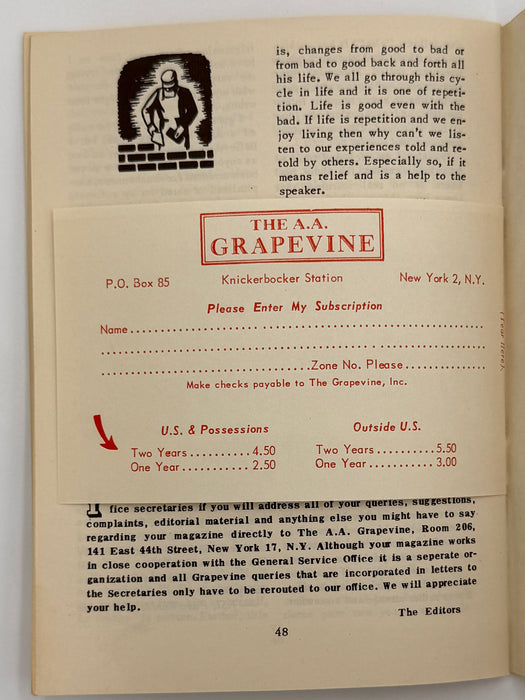 is, changes from good to bad or
from bad to good back and forth all
his life. We all go through this cy-
cle in life and it is one of repeti-
tion. Life is good even with the
bad. If life is repetition and we en-
joy living then why can't we lis-
ten to our experiences told and re-
told by others. Especially so, if it
means relief and is a help to the
speaker.
THE A.A.
GRAPEVINE
P.O. Box 85 Knickerbocker Station New York 2, N.Y.
Please Enter My Subscription
Name
Zone No. Please
Make checks payable to The Grapevine, Inc.
(Tear Here)
U.S. & Possessions Outside U.S.
Two Years.......... 4.50 Two Years.......... 5.50
One Year........... 2.50 One Year........... 3.00
fice secretaries if you will address all of your queries, suggestions,
complaints, editorial material and anything else you might have to say
regarding your magazine directly to The A.A. Grapevine, Room 206,
141 East 44th Street, New York 17, N.Y. Although your magazine works
in close cooperation with the General Service Office it is a seperate or-
ganization and all Grapevine queries that are incorporated in letters to
the Secretaries only have to be rerouted to our office. We will appreciate
your help.
The Editors
48